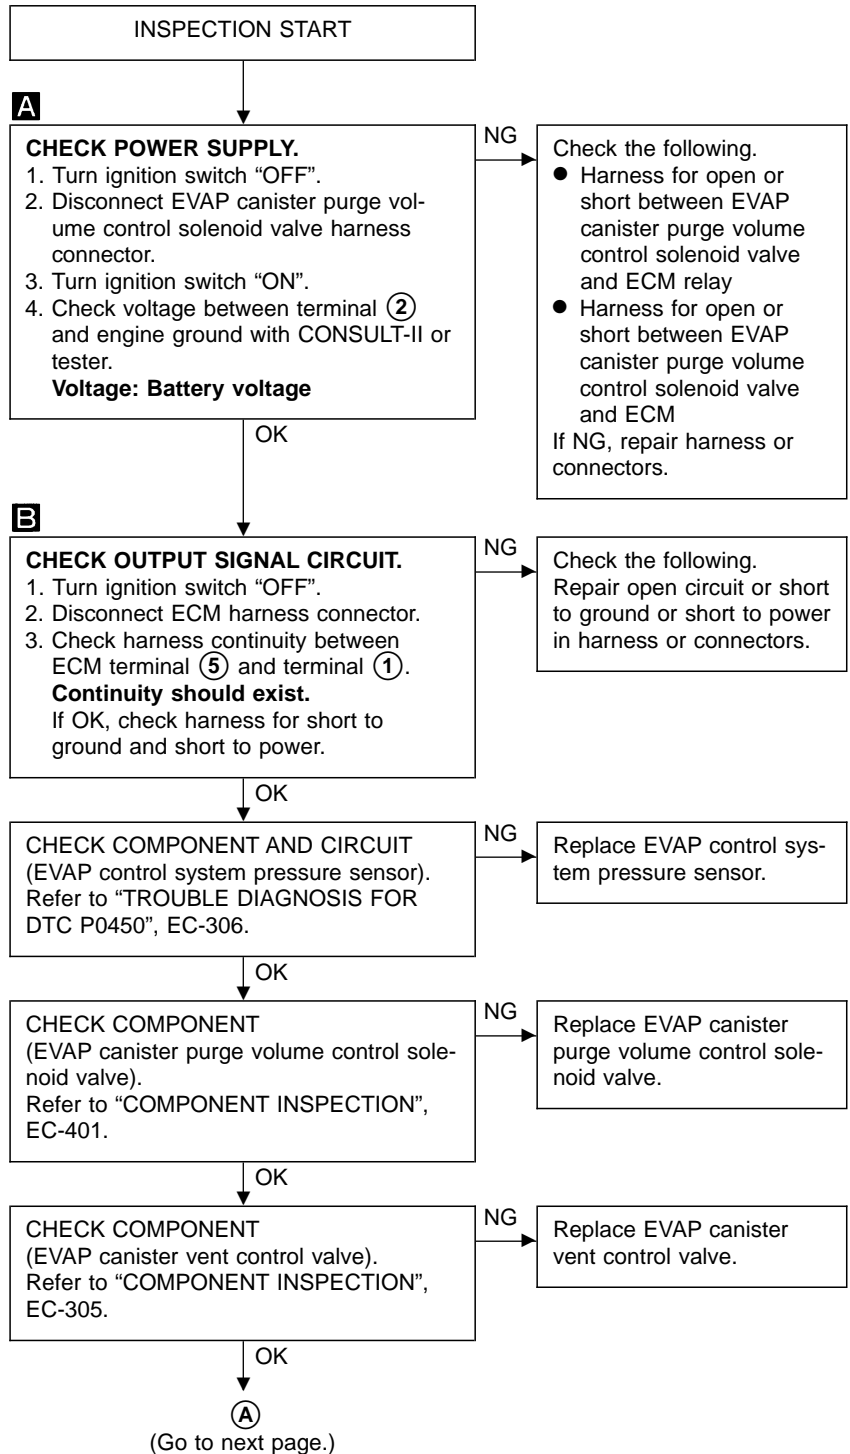 INSPECTION START
A
CHECK POWER SUPPLY.
1. Turn ignition switch “OFF”.
2. Disconnect EVAP canister purge vol-
ume control solenoid valve harness
connector.
3. Turn ignition switch “ON”.
4. Check voltage between terminal ②
and engine ground with CONSULT-II or
tester.
Voltage: Battery voltage
NG
Check the following.
● Harness for open or
short between EVAP
canister purge volume
control solenoid valve
and ECM relay
● Harness for open or
short between EVAP
canister purge volume
control solenoid valve
and ECM
If NG, repair harness or
connectors.
OK
B
CHECK OUTPUT SIGNAL CIRCUIT.
1. Turn ignition switch “OFF”.
2. Disconnect ECM harness connector.
3. Check harness continuity between
ECM terminal ⑤ and terminal ①.
Continuity should exist.
If OK, check harness for short to
ground and short to power.
NG
Check the following.
Repair open circuit or short
to ground or short to power
in harness or connectors.
OK
CHECK COMPONENT AND CIRCUIT
(EVAP control system pressure sensor).
Refer to “TROUBLE DIAGNOSIS FOR
DTC P0450”, EC-306.
NG
Replace EVAP control sys-
tem pressure sensor.
OK
CHECK COMPONENT
(EVAP canister purge volume control sole-
noid valve).
Refer to “COMPONENT INSPECTION”,
EC-401.
NG
Replace EVAP canister
purge volume control sole-
noid valve.
OK
CHECK COMPONENT
(EVAP canister vent control valve).
Refer to “COMPONENT INSPECTION”,
EC-305.
NG
Replace EVAP canister
vent control valve.
OK
Ⓐ
(Go to next page.)